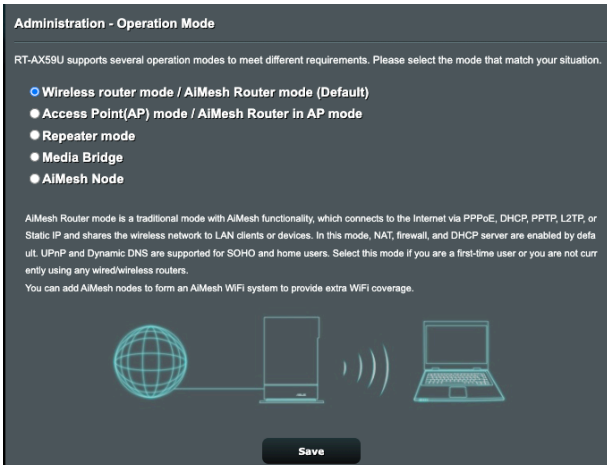 Administration - Operation Mode
RT-AX59U supports several operation modes to meet different requirements. Please select the mode that match your situation.
Wireless router mode / AiMesh Router mode (Default)
Access Point(AP) mode / AiMesh Router in AP mode
Repeater mode
Media Bridge
AiMesh Node
AiMesh Router mode is a traditional mode with AiMesh functionality, which connects to the Internet via PPPoE, DHCP, PPTP, L2TP, or
Static IP and shares the wireless network to LAN clients or devices. In this mode, NAT, firewall, and DHCP server are enabled by defa
ult. UPnP and Dynamic DNS are supported for SOHO and home users. Select this mode if you are a first-time user or you are not curr
ently using any wired/wireless routers.
You can add AiMesh nodes to form an AiMesh WiFi system to provide extra WiFi coverage.
Save